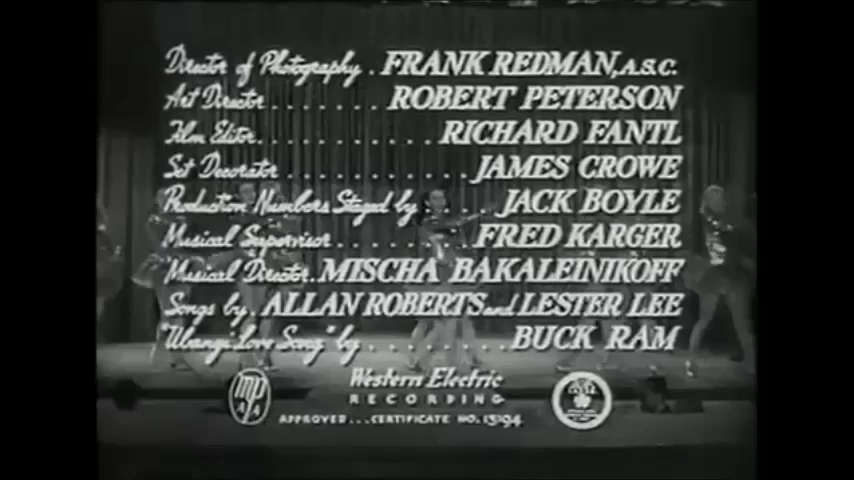 Director of Photography . FRANK REDMAN, A.S.C.
Art Director ....... ROBERT PETERSON
Film Editor .......... RICHARD FANTL
Set Decorator .......... JAMES CROWE
Production Numbers Staged by .... JACK BOYLE
Musical Supervisor ....... FRED KARGER
Musical Director. MISCHA BAKALEINIKOFF
Songs by. ALLAN ROBERTS and LESTER LEE
"Ubangi Love Song" by ........ BUCK RAM
MPAA
Western Electric
RECORDING
APPROVED...CERTIFICATE NO. 13194